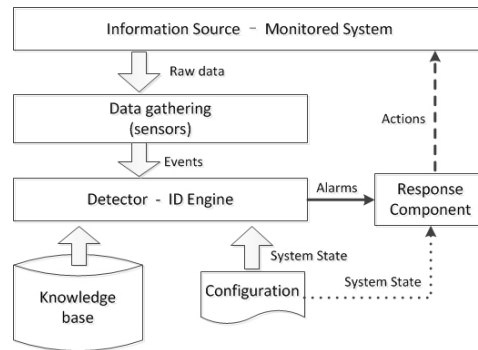 Information Source – Monitored System
Raw data
Data gathering
(sensors)
Actions
Events
Detector - ID Engine
Alarms
Response
Component
System State
System State
Knowledge
base
Configuration